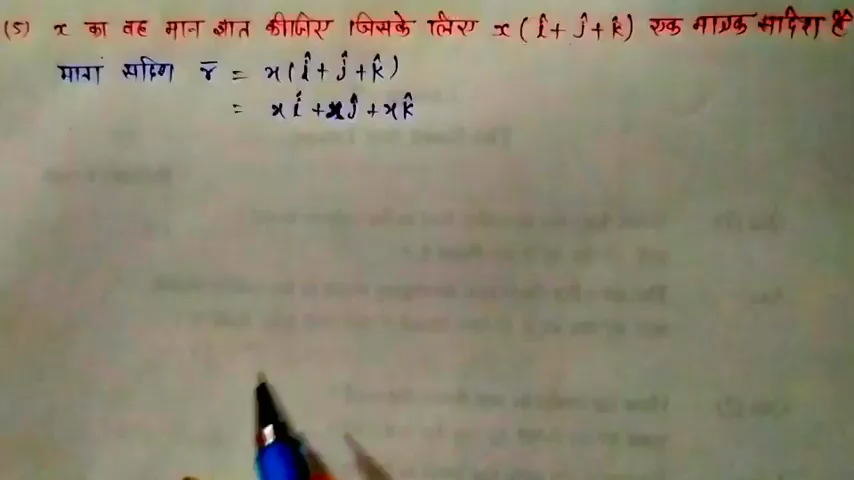 (5) x का वह मान ज्ञात कीजिए जिसके लिए x(î+ĵ+k̂) एक मात्रक सदिश है
माना सदिश r̄ = x(î+ĵ+k̂)
= xî+xĵ+xk̂